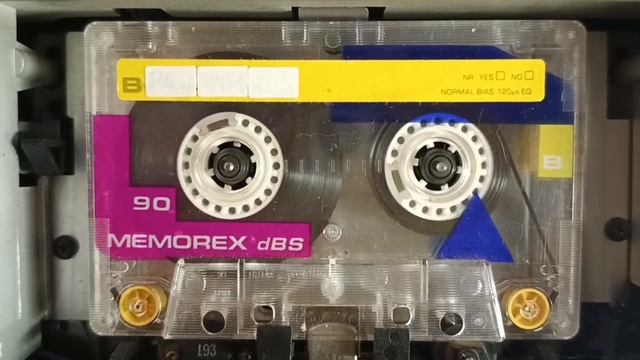 B
NR YES NO
NORMAL BIAS 120µs EQ
B
90
MEMOREX dBS
193